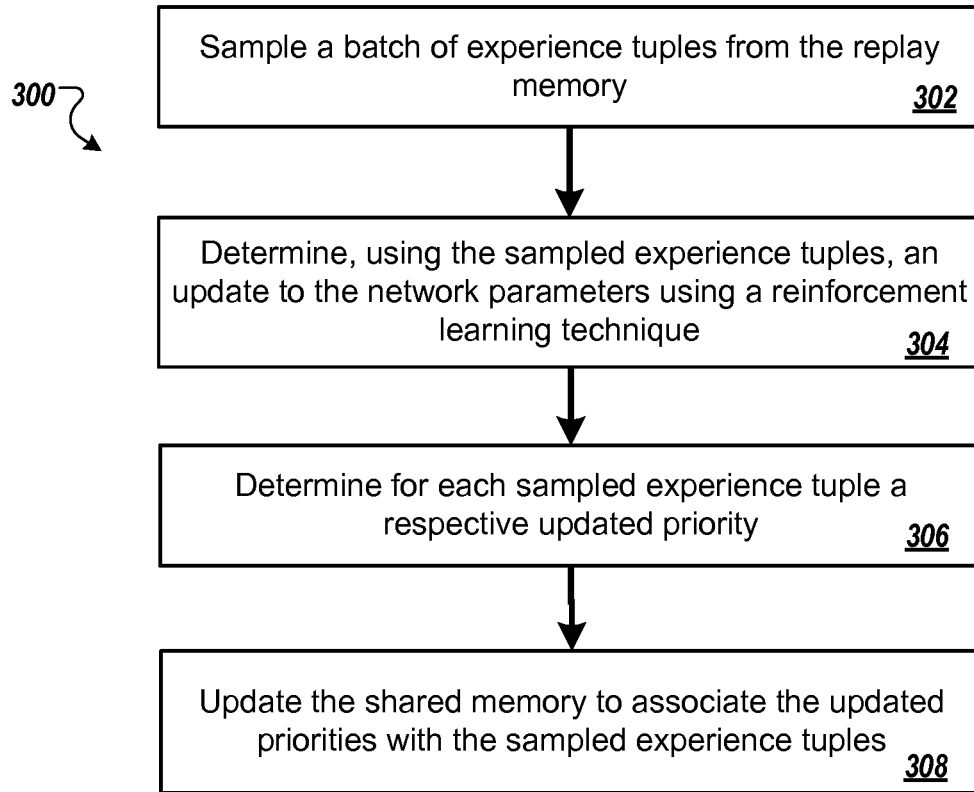 300
Sample a batch of experience tuples from the replay
memory
302
Determine, using the sampled experience tuples, an
update to the network parameters using a reinforcement
learning technique
304
Determine for each sampled experience tuple a
respective updated priority
306
Update the shared memory to associate the updated
priorities with the sampled experience tuples
308